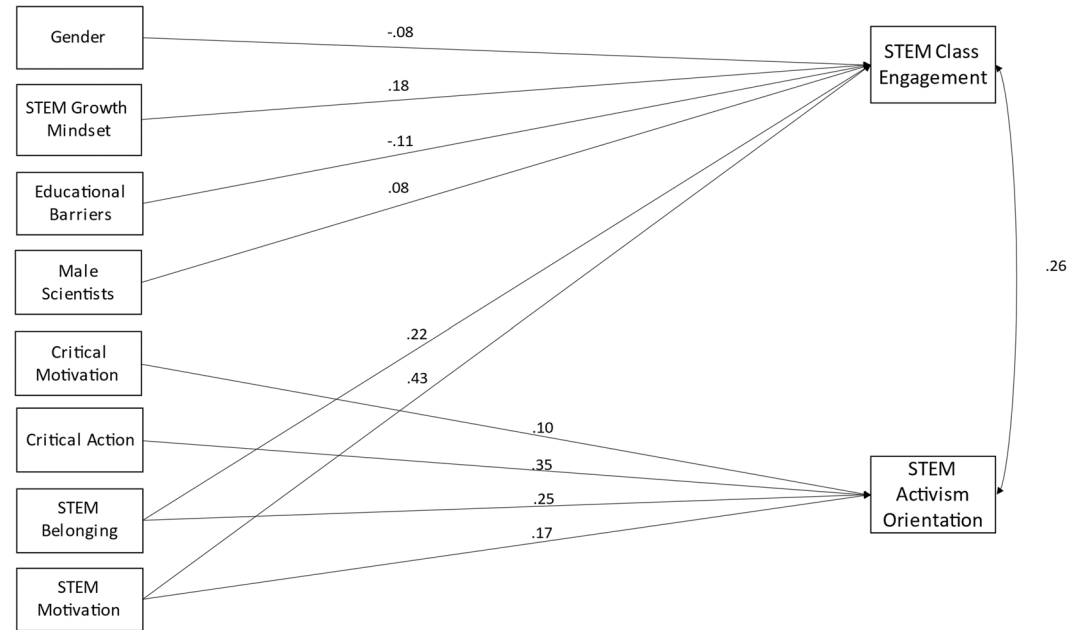 Gender
STEM Growth
Mindset
Educational
Barriers
Male
Scientists
Critical
Motivation
Critical Action
STEM
Belonging
STEM
Motivation
-.08
.18
-.11
.08
.22
.43
.10
.35
.25
.17
STEM Class
Engagement
STEM
Activism
Orientation
.26